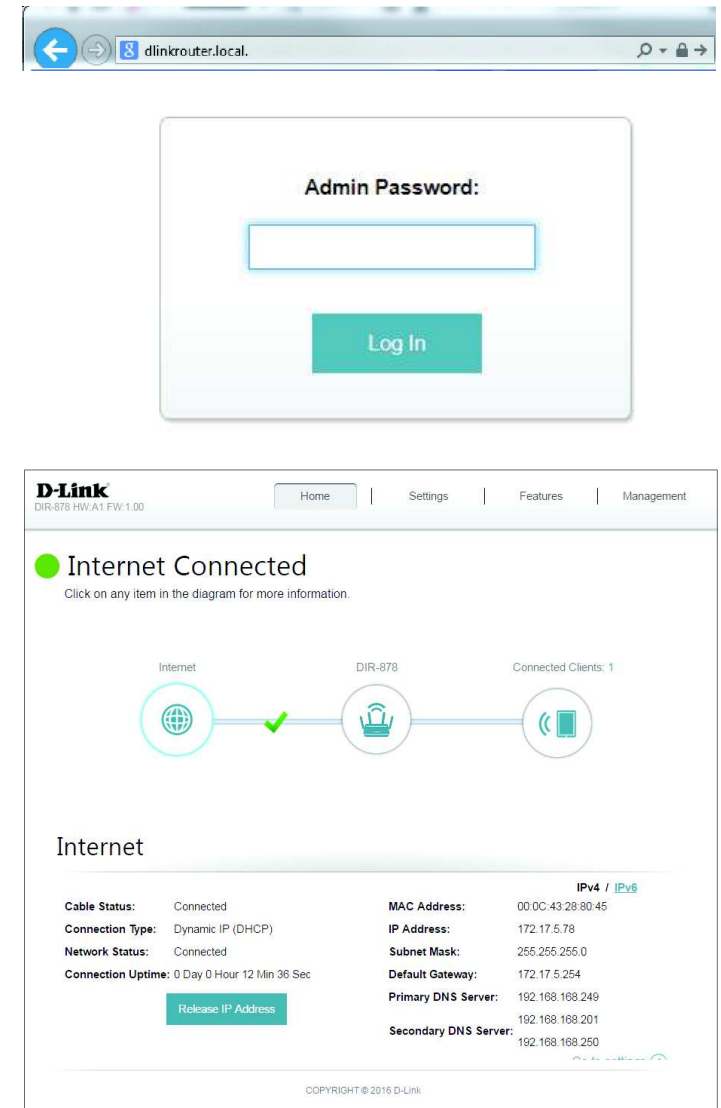 dlinkrouter.local.
Admin Password:
Log In
D-Link
DIR-878 HW:A1 FW:1.00
Home
Settings
Features
Management
Internet Connected
Click on any item in the diagram for more information.
Internet
DIR-878
Connected Clients: 1
Internet
IPv4 / IPv6
Cable Status: Connected
Connection Type: Dynamic IP (DHCP)
Network Status: Connected
Connection Uptime: 0 Day 0 Hour 12 Min 36 Sec
Release IP Address
MAC Address: 00:0C:43:28:80:45
IP Address: 172.17.5.78
Subnet Mask: 255.255.255.0
Default Gateway: 172.17.5.254
Primary DNS Server: 192.168.168.249
192.168.168.201
Secondary DNS Server:
192.168.168.250
COPYRIGHT © 2016 D-Link